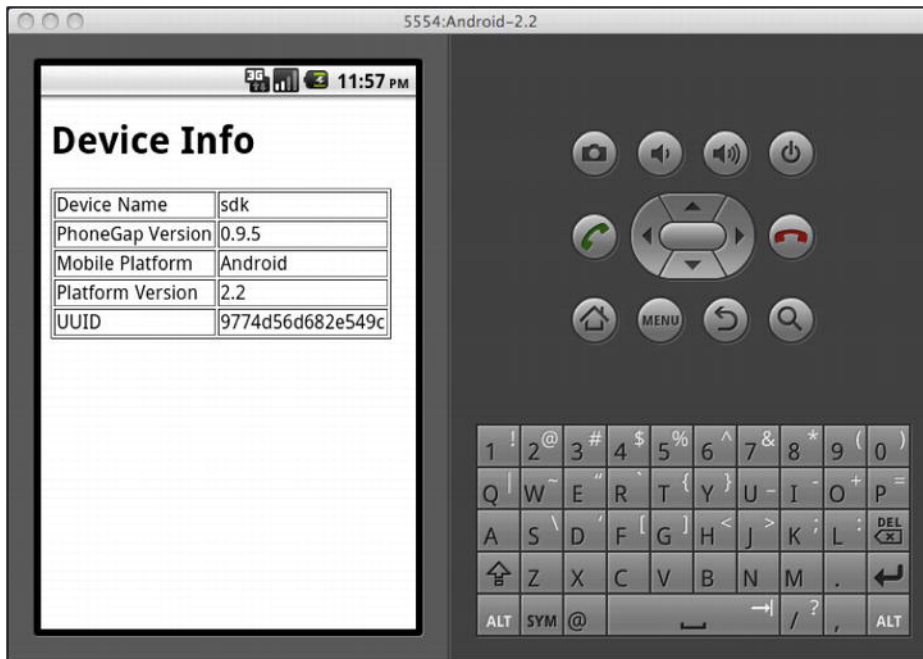 5554:Android-2.2
3G 11:57 PM
Device Info
Device Name sdk
PhoneGap Version 0.9.5
Mobile Platform Android
Platform Version 2.2
UUID 9774d56d682e549c
MENU
1 ! 2 @ 3 # 4 $ 5 % 6 ^ 7 & 8 * 9 ( 0 )
Q | W ~ E " R ` T { Y } U _ I - O + P =
A S \ D ' F [ G ] H < J > K ; L : DEL
Z X C V B N M .
ALT SYM @ / ? , ALT